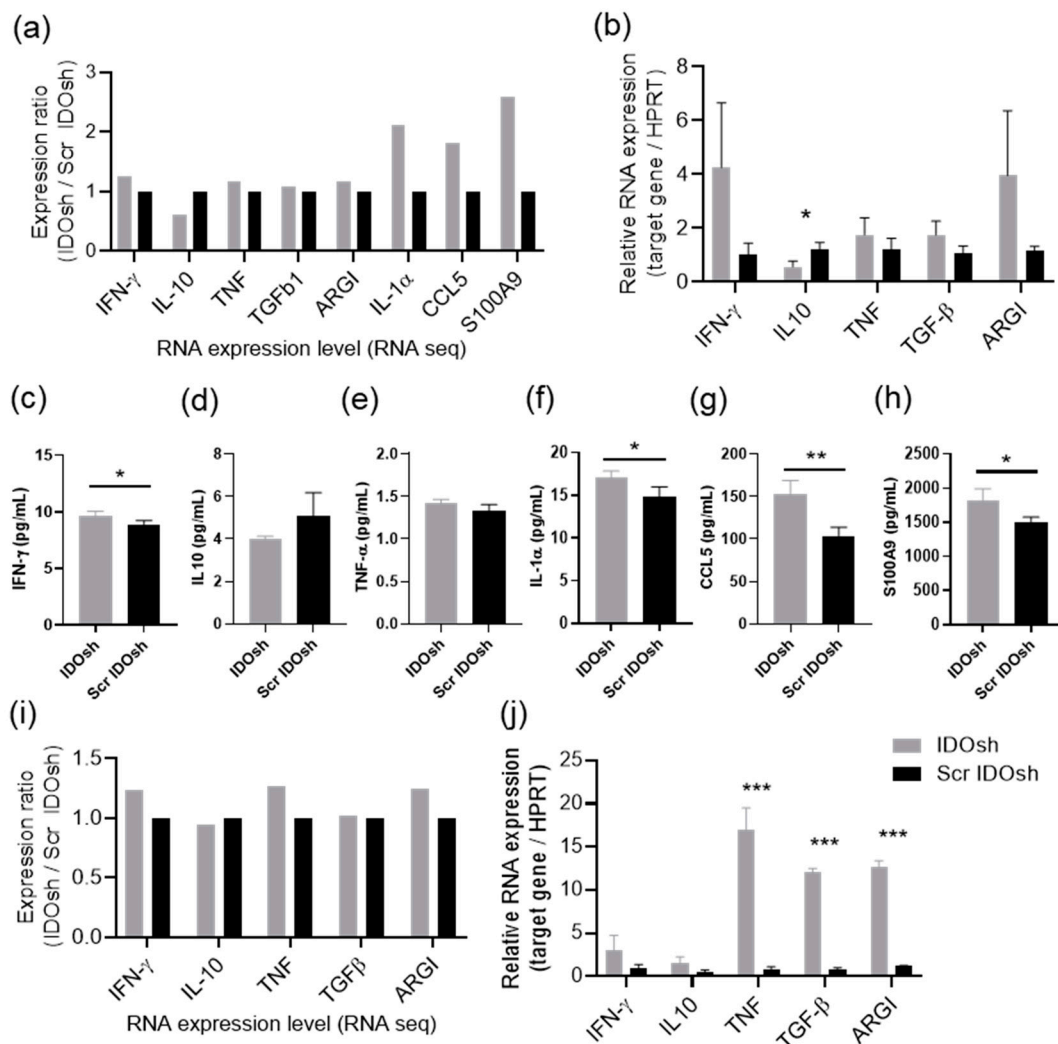 (a)
Expression ratio
(IDOsh / Scr IDOsh)
3
2
1
0
IFN-γ
IL-10
TNF
TGFb1
ARGI
IL-1α
CCL5
S100A9
RNA expression level (RNA seq)
(b)
Relative RNA expression
(target gene / HPRT)
8
6
4
2
0
*
IFN-γ
IL10
TNF
TGF-β
ARGI
(c)
IFN-γ (pg/mL)
15
10
5
0
*
IDOsh
Scr IDOsh
(d)
IL10 (pg/mL)
8
6
4
2
0
IDOsh
Scr IDOsh
(e)
TNF-α (pg/mL)
2.0
1.5
1.0
0.5
0.0
IDOsh
Scr IDOsh
(f)
IL-1α (pg/mL)
20
15
10
5
0
*
IDOsh
Scr IDOsh
(g)
CCL5 (pg/mL)
200
150
100
50
0
**
IDOsh
Scr IDOsh
(h)
S100A9 (pg/mL)
2500
2000
1500
1000
500
0
*
IDOsh
Scr IDOsh
(i)
Expression ratio
(IDOsh / Scr IDOsh)
1.5
1.0
0.5
0.0
IFN-γ
IL-10
TNF
TGFβ
ARGI
RNA expression level (RNA seq)
(j)
IDOsh
Scr IDOsh
Relative RNA expression
(target gene / HPRT)
25
20
15
10
5
0
***
***
***
IFN-γ
IL10
TNF
TGF-β
ARGI